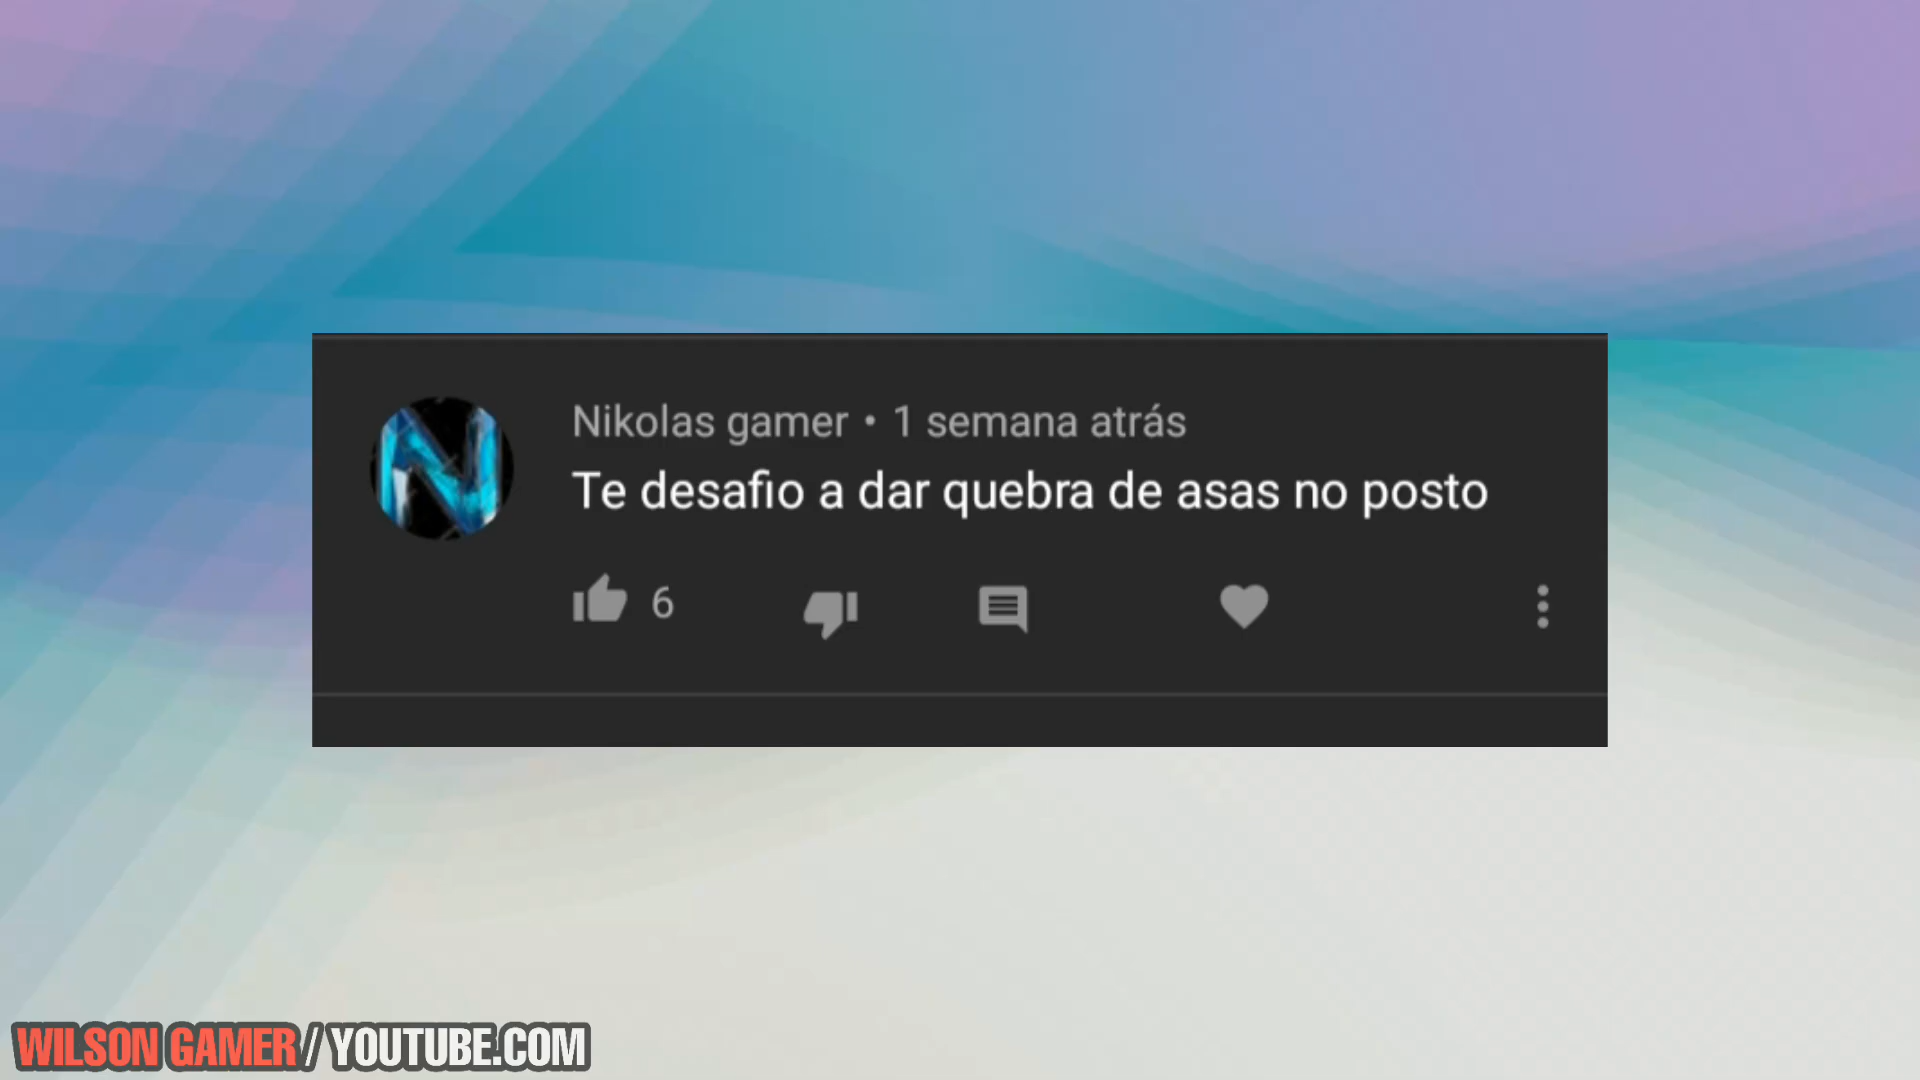 Nikolas gamer • 1 semana atrás
Te desafio a dar quebra de asas no posto
6
WILSON GAMER/YOUTUBE.COM